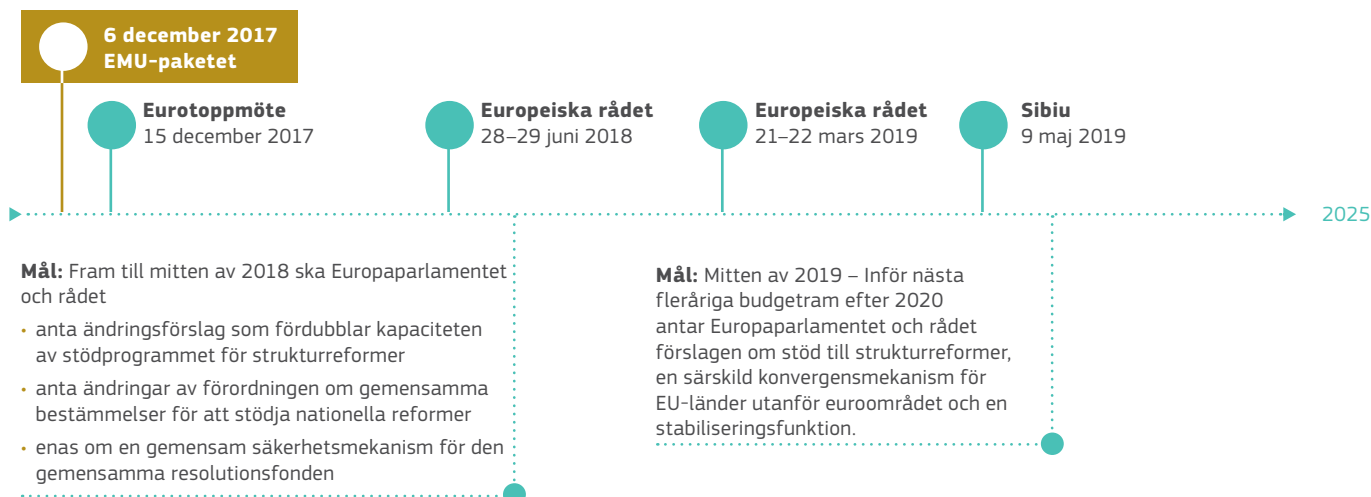 6 december 2017
EMU-paketet
Eurotoppmöte
15 december 2017
Europeiska rådet
28–29 juni 2018
Europeiska rådet
21–22 mars 2019
Sibiu
9 maj 2019
2025
Mål: Fram till mitten av 2018 ska Europaparlamentet
och rådet
• anta ändringsförslag som fördubblar kapaciteten
av stödprogrammet för strukturreformer
• anta ändringar av förordningen om gemensamma
bestämmelser för att stödja nationella reformer
• enas om en gemensam säkerhetsmekanism för den
gemensamma resolutionsfonden
Mål: Mitten av 2019 – Inför nästa
fleråriga budgetram efter 2020
antar Europaparlamentet och rådet
förslagen om stöd till strukturreformer,
en särskild konvergensmekanism för
EU-länder utanför euroområdet och en
stabiliseringsfunktion.